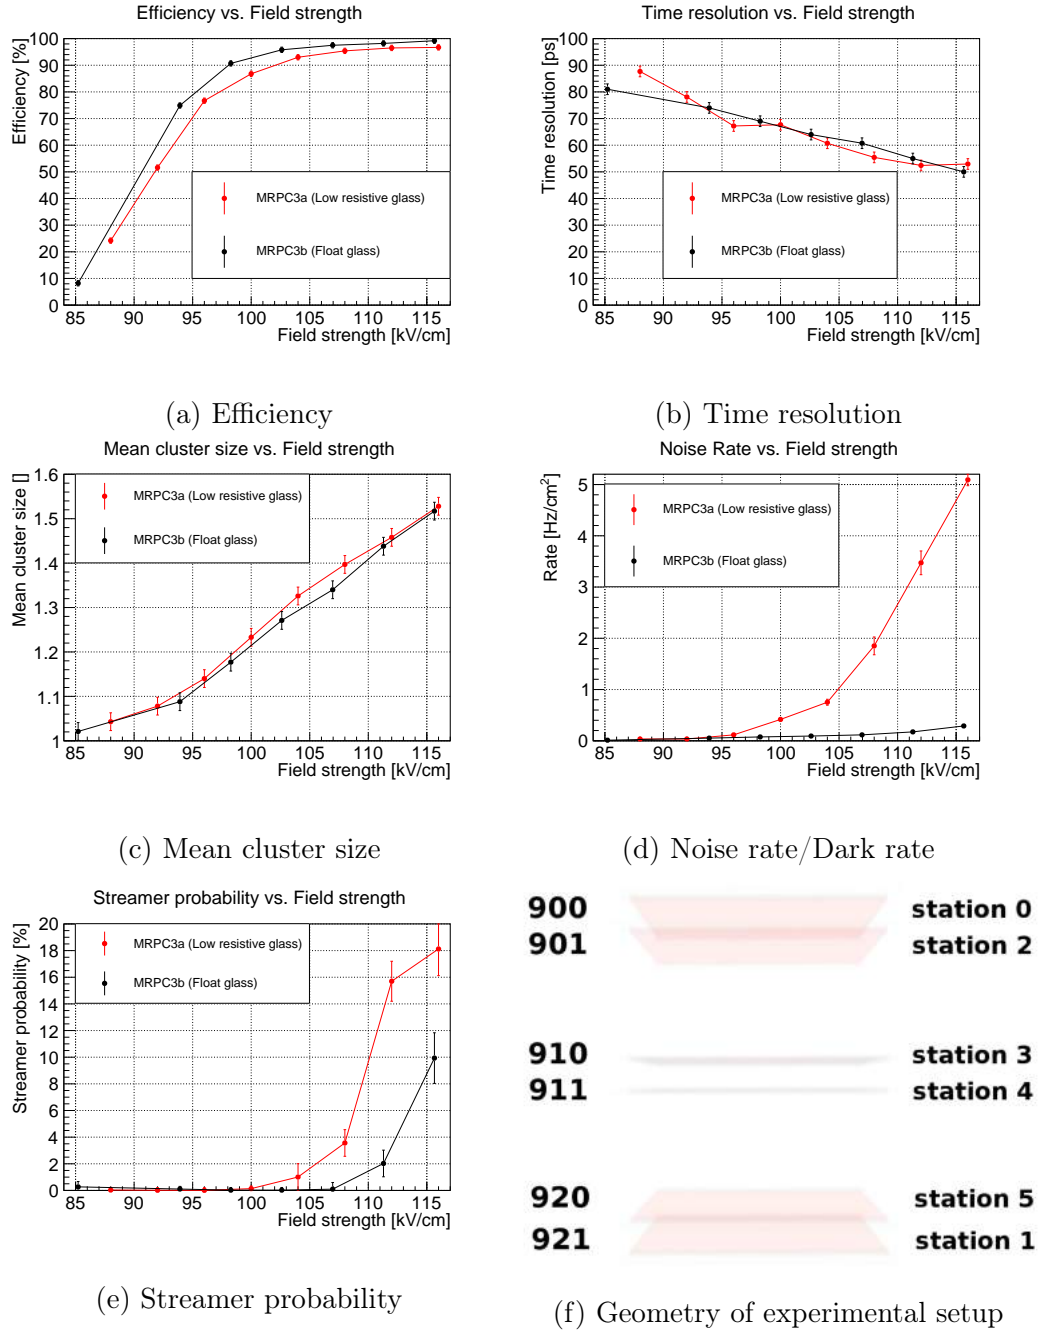 Efficiency vs. Field strength
Efficiency [%]
100
90
80
70
60
50
40
30
20
10
0
MRPC3a (Low resistive glass)
MRPC3b (Float glass)
85 90 95 100 105 110 115
Field strength [kV/cm]
(a) Efficiency
Time resolution vs. Field strength
Time resolution [ps]
100
90
80
70
60
50
40
30
20
10
0
MRPC3a (Low resistive glass)
MRPC3b (Float glass)
85 90 95 100 105 110 115
Field strength [kV/cm]
(b) Time resolution
Mean cluster size vs. Field strength
Mean cluster size []
1.6
1.5
1.4
1.3
1.2
1.1
1
MRPC3a (Low resistive glass)
MRPC3b (Float glass)
85 90 95 100 105 110 115
Field strength [kV/cm]
(c) Mean cluster size
Noise Rate vs. Field strength
Rate [Hz/cm²]
5
4
3
2
1
0
MRPC3a (Low resistive glass)
MRPC3b (Float glass)
85 90 95 100 105 110 115
Field strength [kV/cm]
(d) Noise rate/Dark rate
Streamer probability vs. Field strength
Streamer probability [%]
20
18
16
14
12
10
8
6
4
2
0
MRPC3a (Low resistive glass)
MRPC3b (Float glass)
85 90 95 100 105 110 115
Field strength [kV/cm]
(e) Streamer probability
900 station 0
901 station 2
910 station 3
911 station 4
920 station 5
921 station 1
(f) Geometry of experimental setup